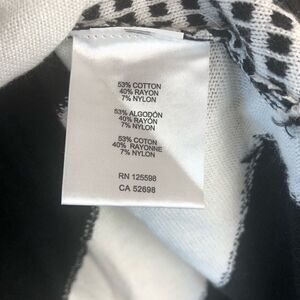 53% COTTON
40% RAYON
7% NYLON
53% ALGODÓN
40% RAYÓN
7% NYLON
53% COTON
40% RAYONNE
7% NYLON
RN 125598
CA 52698